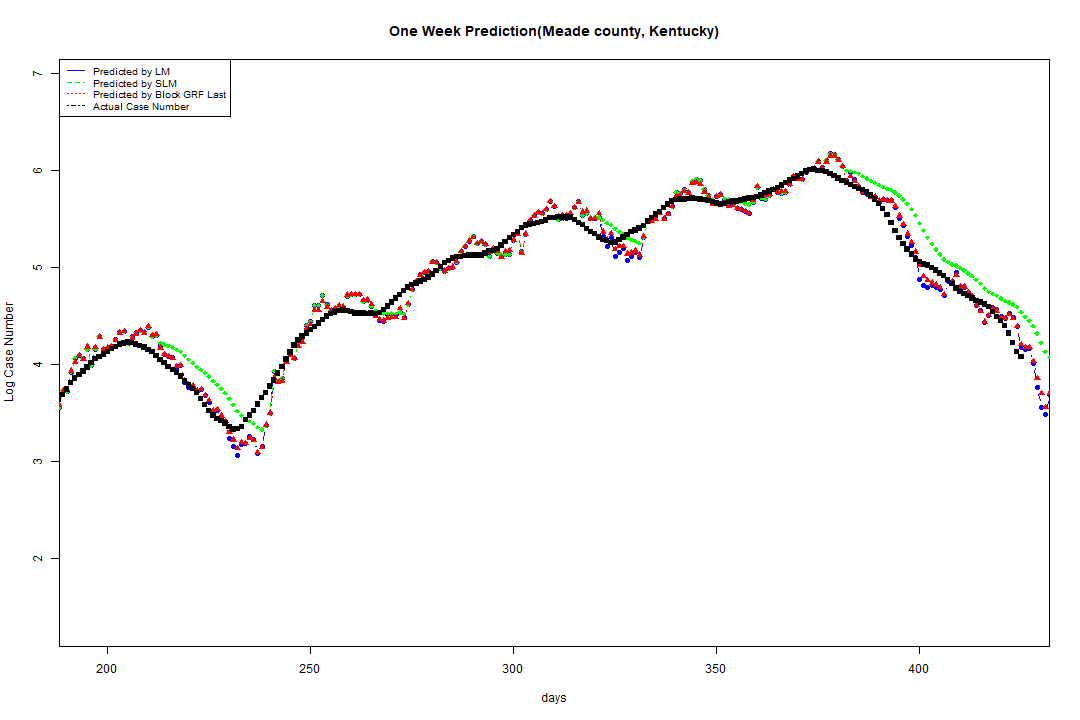 One Week Prediction(Meade county, Kentucky)
7
Predicted by LM
Predicted by SLM
Predicted by Block GRF Last
Actual Case Number
6
5
4
3
2
Log Case Number
200 250 300 350 400
days